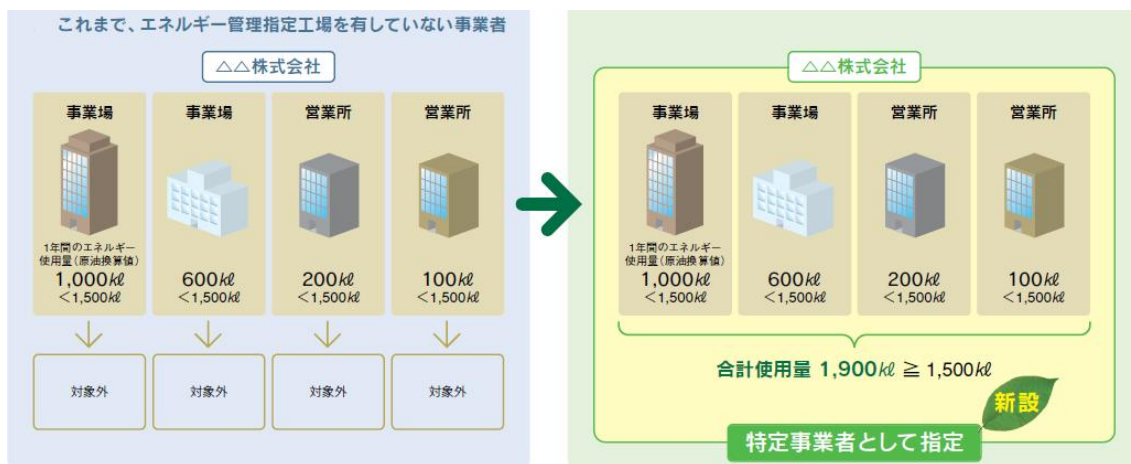 これまで、エネルギー管理指定工場を有していない事業者
△△株式会社
事業場
1年間のエネルギー
使用量(原油換算値)
1,000㎘
<1,500㎘
対象外
事業場
600㎘
<1,500㎘
対象外
営業所
200㎘
<1,500㎘
対象外
営業所
100㎘
<1,500㎘
対象外
△△株式会社
事業場
1年間のエネルギー
使用量(原油換算値)
1,000㎘
<1,500㎘
事業場
600㎘
<1,500㎘
営業所
200㎘
<1,500㎘
営業所
100㎘
<1,500㎘
合計使用量 1,900㎘ ≧ 1,500㎘
新設
特定事業者として指定